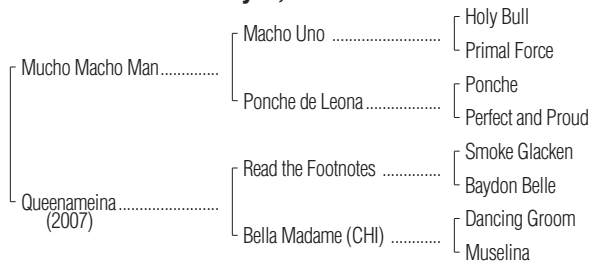 Holy Bull
Macho Uno ..................
Primal Force
Mucho Macho Man..............
Ponche
Ponche de Leona..................
Perfect and Proud
Smoke Glacken
Read the Footnotes ..............
Baydon Belle
Queenameina........................
(2007)
Dancing Groom
Bella Madame (CHI) ............
Muselina